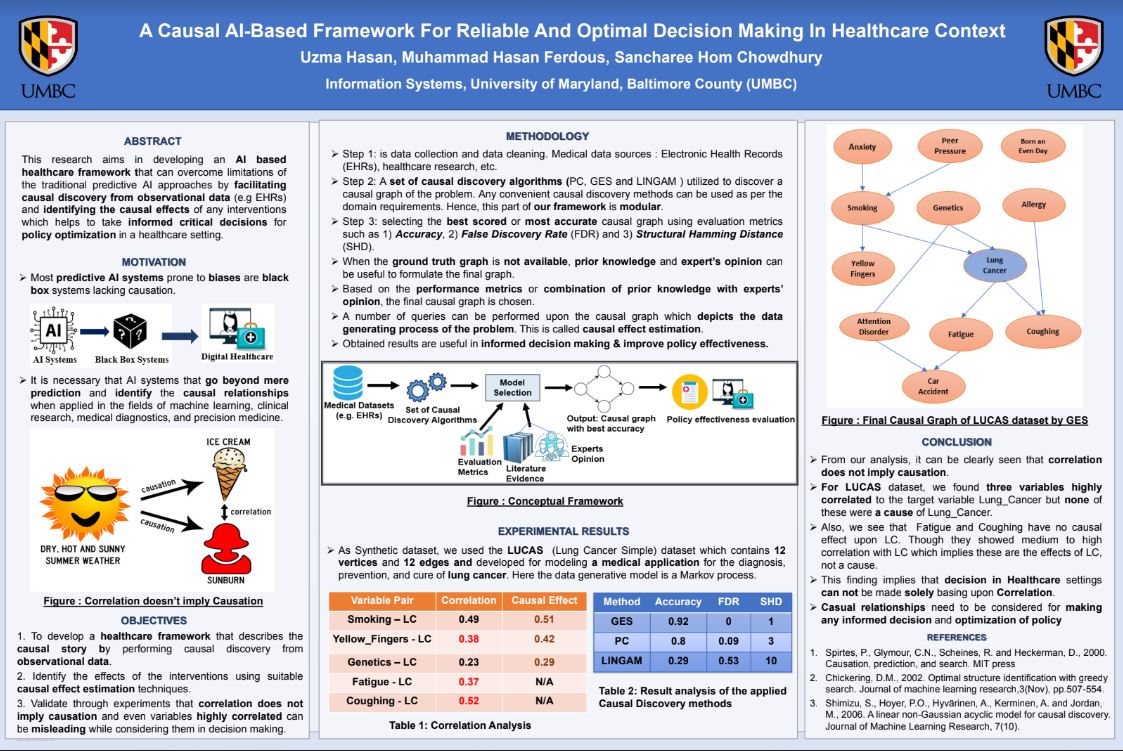 A Causal AI-Based Framework For Reliable And Optimal Decision Making In Healthcare Context
Uzma Hasan, Muhammad Hasan Ferdous, Sancharee Hom Chowdhury
Information Systems, University of Maryland, Baltimore County (UMBC)
UMBC
UMBC
ABSTRACT
This research aims in developing an AI based
healthcare framework that can overcome limitations of
the traditional predictive AI approaches by facilitating
causal discovery from observational data (e.g EHRs)
and identifying the causal effects of any interventions
which helps to take informed critical decisions for
policy optimization in a healthcare setting.
MOTIVATION
➢ Most predictive AI systems prone to biases are black
box systems lacking causation.
AI
AI Systems
?
Black Box Systems
Digital Healthcare
➢ It is necessary that AI systems that go beyond mere
prediction and identify the causal relationships
when applied in the fields of machine learning, clinical
research, medical diagnostics, and precision medicine.
ICE CREAM
causation
correlation
causation
DRY, HOT AND SUNNY
SUMMER WEATHER
SUNBURN
Figure : Correlation doesn't imply Causation
OBJECTIVES
1. To develop a healthcare framework that describes the
causal story by performing causal discovery from
observational data.
2. Identify the effects of the interventions using suitable
causal effect estimation techniques.
3. Validate through experiments that correlation does not
imply causation and even variables highly correlated can
be misleading while considering them in decision making.
METHODOLOGY
➢ Step 1: is data collection and data cleaning. Medical data sources : Electronic Health Records
(EHRs), healthcare research, etc.
➢ Step 2: A set of causal discovery algorithms (PC, GES and LINGAM ) utilized to discover a
causal graph of the problem. Any convenient causal discovery methods can be used as per the
domain requirements. Hence, this part of our framework is modular.
➢ Step 3: selecting the best scored or most accurate causal graph using evaluation metrics
such as 1) Accuracy, 2) False Discovery Rate (FDR) and 3) Structural Hamming Distance
(SHD).
➢ When the ground truth graph is not available, prior knowledge and expert's opinion can
be useful to formulate the final graph.
➢ Based on the performance metrics or combination of prior knowledge with experts'
opinion, the final causal graph is chosen.
➢ A number of queries can be performed upon the causal graph which depicts the data
generating process of the problem. This is called causal effect estimation.
➢ Obtained results are useful in informed decision making & improve policy effectiveness.
Medical Datasets
(e.g. EHRs)
Set of Causal
Discovery Algorithms
Model
Selection
Output: Causal graph
with best accuracy
Policy effectiveness evaluation
Evaluation
Metrics
Literature
Evidence
Experts
Opinion
Figure : Conceptual Framework
EXPERIMENTAL RESULTS
➢ As Synthetic dataset, we used the LUCAS (Lung Cancer Simple) dataset which contains 12
vertices and 12 edges and developed for modeling a medical application for the diagnosis,
prevention, and cure of lung cancer. Here the data generative model is a Markov process.
Variable Pair Correlation Causal Effect
Smoking – LC 0.49 0.51
Yellow_Fingers - LC 0.38 0.42
Genetics – LC 0.23 0.29
Fatigue - LC 0.37 N/A
Coughing - LC 0.52 N/A
Table 1: Correlation Analysis
Method Accuracy FDR SHD
GES 0.92 0 1
PC 0.8 0.09 3
LINGAM 0.29 0.53 10
Table 2: Result analysis of the applied
Causal Discovery methods
Anxiety
Peer
Pressure
Born an
Even Day
Smoking
Genetics
Allergy
Yellow
Fingers
Lung
Cancer
Attention
Disorder
Fatigue
Coughing
Car
Accident
Figure : Final Causal Graph of LUCAS dataset by GES
CONCLUSION
➢ From our analysis, it can be clearly seen that correlation
does not imply causation.
➢ For LUCAS dataset, we found three variables highly
correlated to the target variable Lung_Cancer but none of
these were a cause of Lung_Cancer.
➢ Also, we see that Fatigue and Coughing have no causal
effect upon LC. Though they showed medium to high
correlation with LC which implies these are the effects of LC,
not a cause.
➢ This finding implies that decision in Healthcare settings
can not be made solely basing upon Correlation.
➢ Casual relationships need to be considered for making
any informed decision and optimization of policy
REFERENCES
1. Spirtes, P., Glymour, C.N., Scheines, R. and Heckerman, D., 2000.
Causation, prediction, and search. MIT press
2. Chickering, D.M., 2002. Optimal structure identification with greedy
search. Journal of machine learning research,3(Nov), pp.507-554.
3. Shimizu, S., Hoyer, P.O., Hyvärinen, A., Kerminen, A. and Jordan,
M., 2006. A linear non-Gaussian acyclic model for causal discovery.
Journal of Machine Learning Research, 7(10).